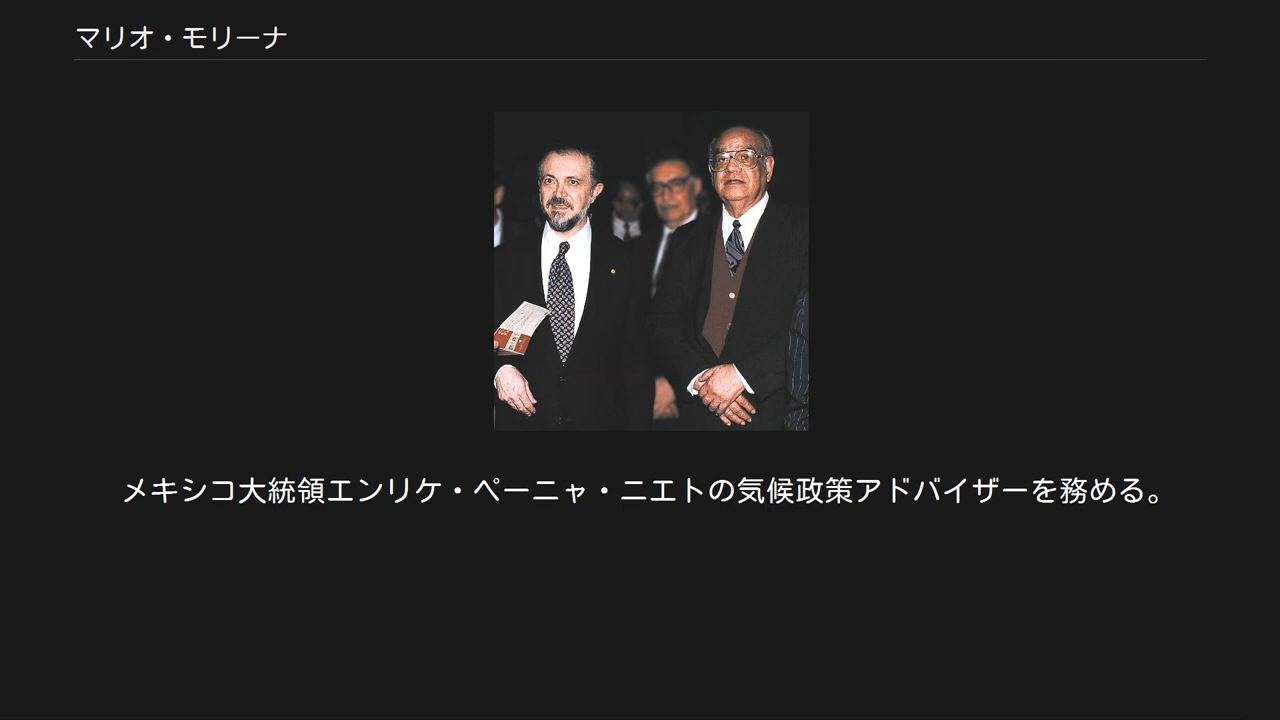 マリオ・モリーナ
メキシコ大統領エンリケ・ペーニャ・ニエトの気候政策アドバイザーを務める。